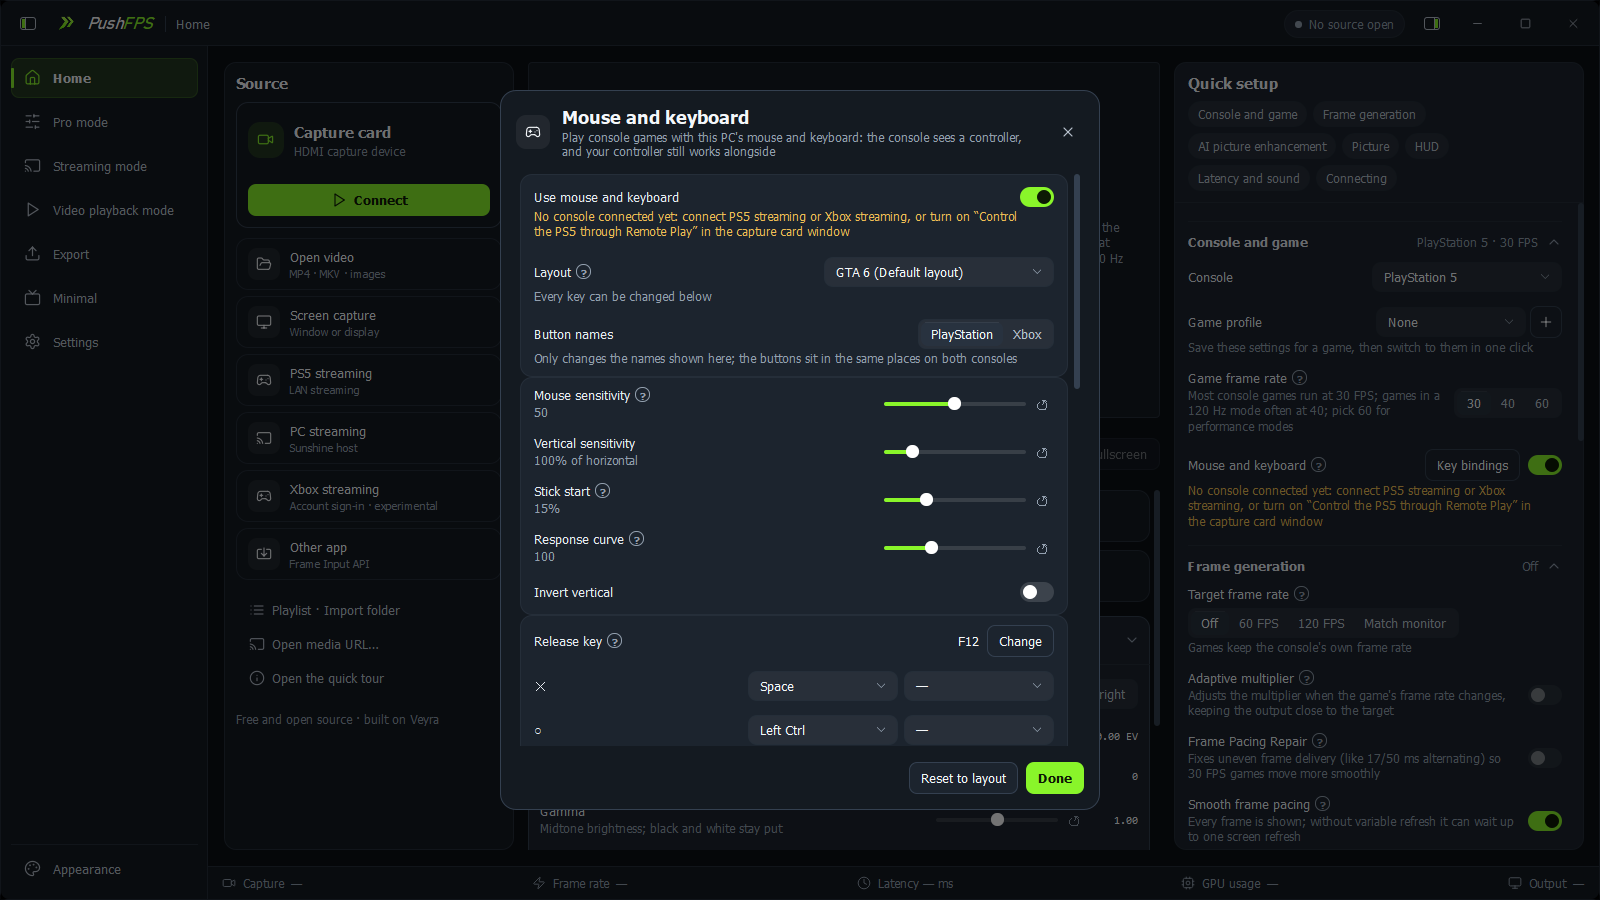 PushFPS
Home
No source open
Home
Pro mode
Streaming mode
Video playback mode
Export
Minimal
Settings
Appearance
Source
Capture card
HDMI capture device
Connect
Open video
MP4 · MKV · images
Screen capture
Window or display
PS5 streaming
LAN streaming
PC streaming
Sunshine host
Xbox streaming
Account sign-in · experimental
Other app
Frame Input API
Playlist · Import folder
Open media URL...
Open the quick tour
Free and open source · built on Veyra
Mouse and keyboard
Play console games with this PC's mouse and keyboard: the console sees a controller,
and your controller still works alongside
Use mouse and keyboard
No console connected yet: connect PS5 streaming or Xbox streaming, or turn on “Control
the PS5 through Remote Play” in the capture card window
Layout ?
GTA 6 (Default layout)
Every key can be changed below
Button names
PlayStation Xbox
Only changes the names shown here; the buttons sit in the same places on both consoles
Mouse sensitivity ?
50
Vertical sensitivity
100% of horizontal
Stick start ?
15%
Response curve ?
100
Invert vertical
Release key ?
F12 Change
Space —
Left Ctrl —
Reset to layout Done
the
at
0 Hz
llscreen
right
0.00 EV
0
Gamma
Midtone brightness; black and white stay put
1.00
Quick setup
Console and game Frame generation
AI picture enhancement Picture HUD
Latency and sound Connecting
Console and game PlayStation 5 · 30 FPS
Console PlayStation 5
Game profile None +
Save these settings for a game, then switch to them in one click
Game frame rate ?
Most console games run at 30 FPS; games in a
120 Hz mode often at 40; pick 60 for
performance modes
30 40 60
Mouse and keyboard ? Key bindings
No console connected yet: connect PS5 streaming or Xbox
streaming, or turn on “Control the PS5 through Remote Play” in
the capture card window
Frame generation Off
Target frame rate ?
Off 60 FPS 120 FPS Match monitor
Games keep the console's own frame rate
Adaptive multiplier ?
Adjusts the multiplier when the game's frame rate changes,
keeping the output close to the target
Frame Pacing Repair ?
Fixes uneven frame delivery (like 17/50 ms alternating) so
30 FPS games move more smoothly
Smooth frame pacing ?
Every frame is shown; without variable refresh it can wait up
to one screen refresh
Capture —
Frame rate —
Latency — ms
GPU usage —
Output —